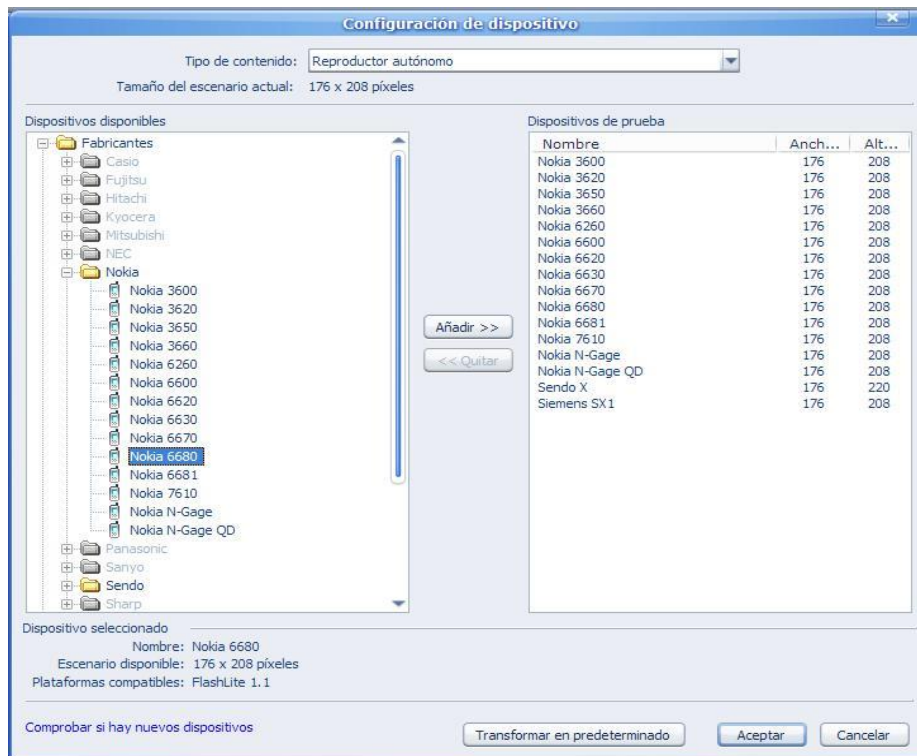 Configuración de dispositivo
Tipo de contenido: Reproductor autónomo
Tamaño del escenario actual: 176 x 208 píxeles
Dispositivos disponibles
Fabricantes
Casio
Fujitsu
Hitachi
Kyocera
Mitsubishi
NEC
Nokia
Nokia 3600
Nokia 3620
Nokia 3650
Nokia 3660
Nokia 6260
Nokia 6600
Nokia 6620
Nokia 6630
Nokia 6670
Nokia 6680
Nokia 6681
Nokia 7610
Nokia N-Gage
Nokia N-Gage QD
Panasonic
Sanyo
Sendo
Sharp
Añadir >>
<< Quitar
Dispositivos de prueba
Nombre Anch... Alt...
Nokia 3600 176 208
Nokia 3620 176 208
Nokia 3650 176 208
Nokia 3660 176 208
Nokia 6260 176 208
Nokia 6600 176 208
Nokia 6620 176 208
Nokia 6630 176 208
Nokia 6670 176 208
Nokia 6680 176 208
Nokia 6681 176 208
Nokia 7610 176 208
Nokia N-Gage 176 208
Nokia N-Gage QD 176 208
Sendo X 176 220
Siemens SX1 176 208
Dispositivo seleccionado
Nombre: Nokia 6680
Escenario disponible: 176 x 208 píxeles
Plataformas compatibles: FlashLite 1.1
Comprobar si hay nuevos dispositivos
Transformar en predeterminado
Aceptar
Cancelar